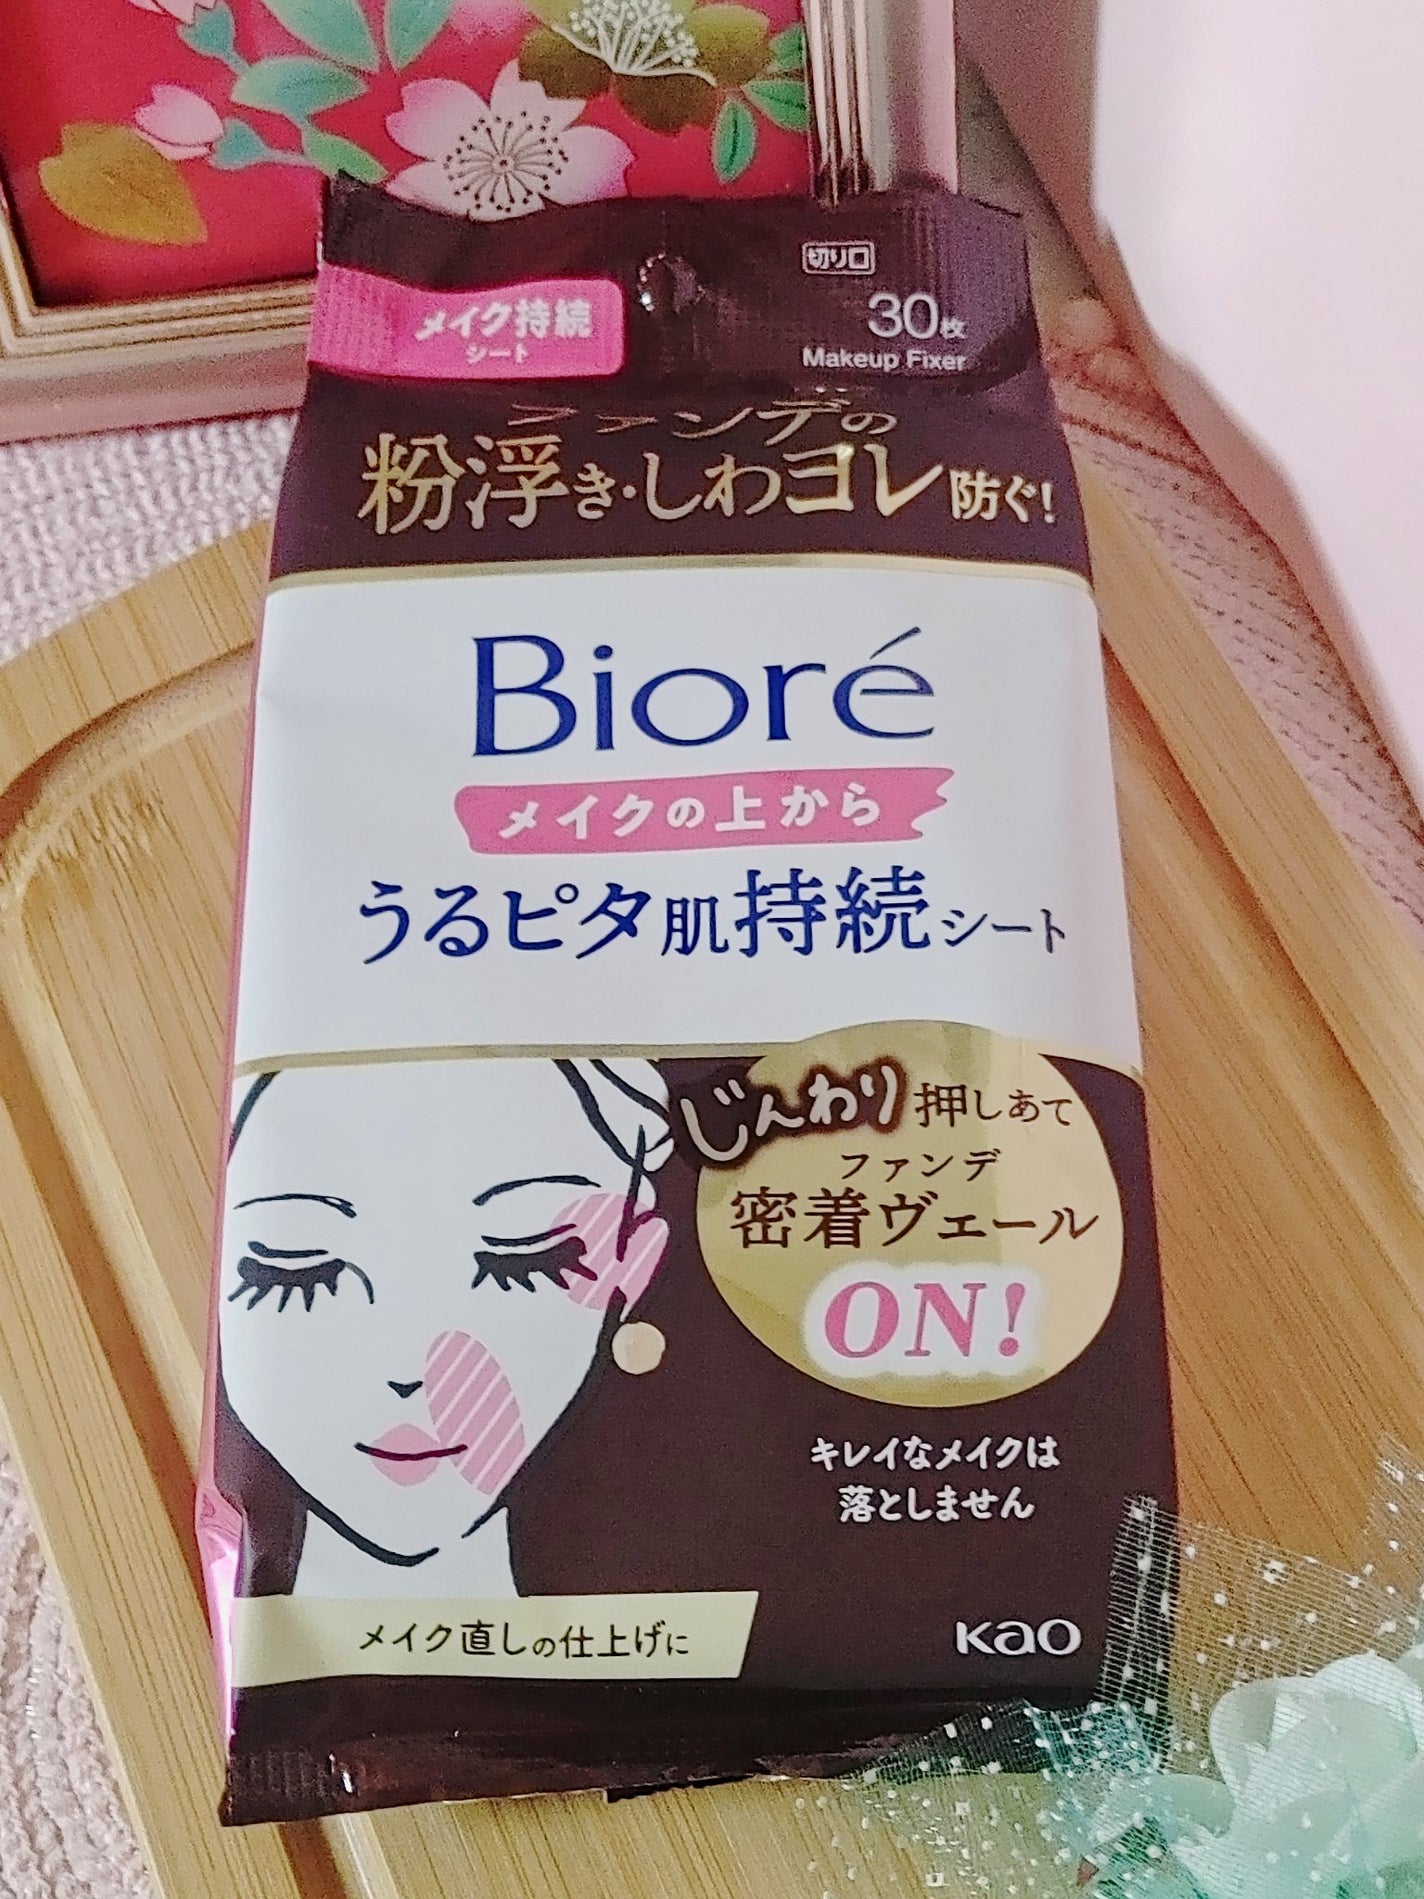 切り口
メイク持続
シート
30枚
Makeup Fixer
ファンデの
粉浮き・しわヨレ防ぐ!
Bioré
メイクの上から
うるピタ肌持続シート
じんわり押しあて
ファンデ
密着ヴェール
ON!
キレイなメイクは
落としません
メイク直しの仕上げに
Kao